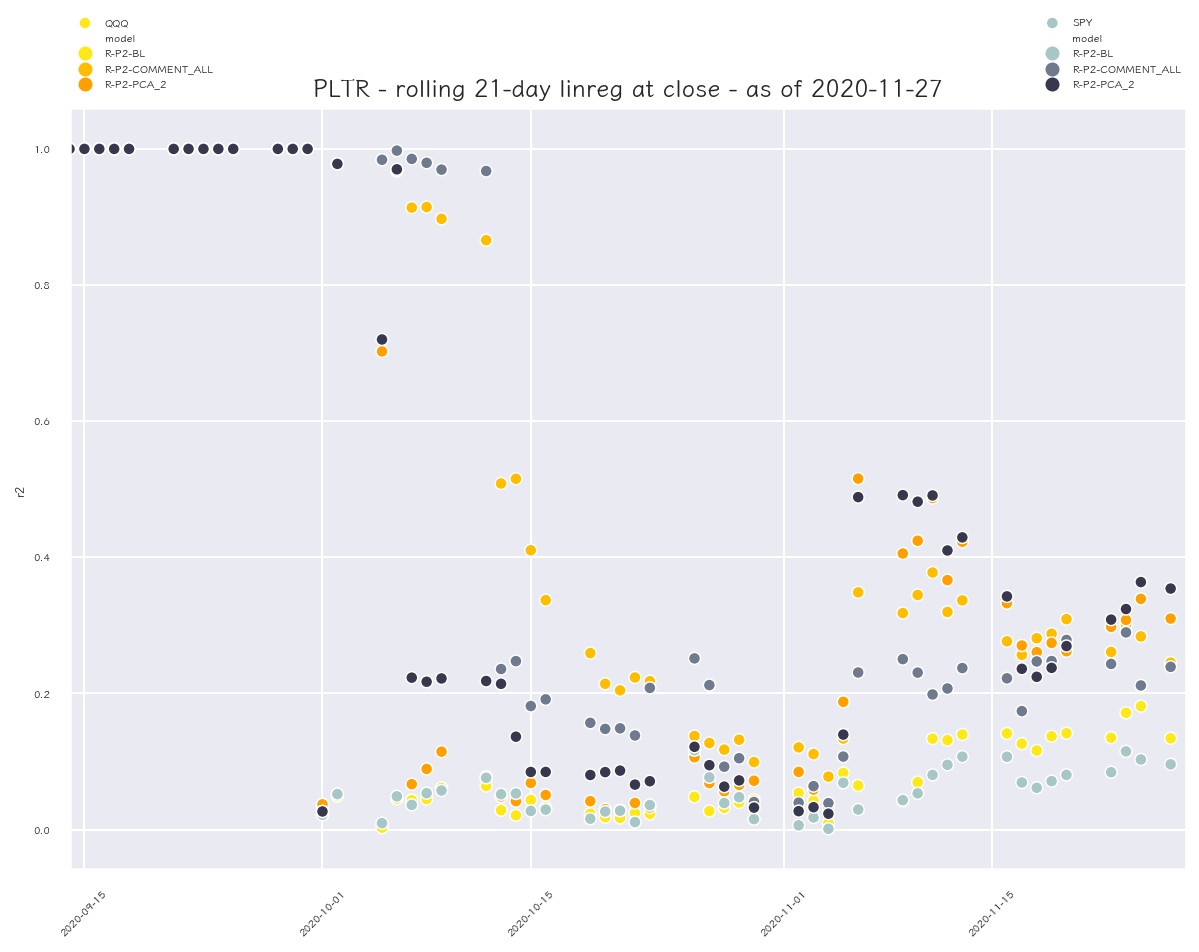 QQQ
model
R-P2-BL
R-P2-COMMENT_ALL
R-P2-PCA_2
SPY
model
R-P2-BL
R-P2-COMMENT_ALL
R-P2-PCA_2
PLTR - rolling 21-day linreg at close - as of 2020-11-27
1.0
0.8
0.6
0.4
0.2
0.0
r2
2020-09-15
2020-10-01
2020-10-15
2020-11-01
2020-11-15